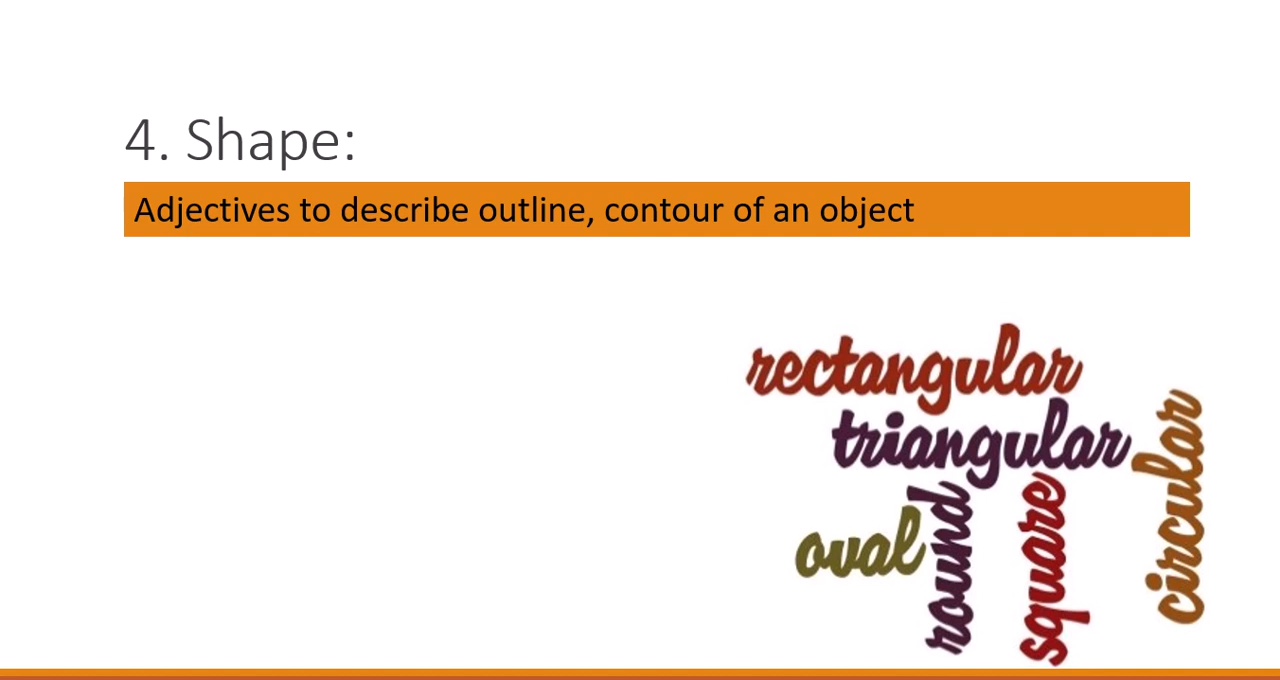 4. Shape:
Adjectives to describe outline, contour of an object
rectangular
triangular
circular
oval
round
square